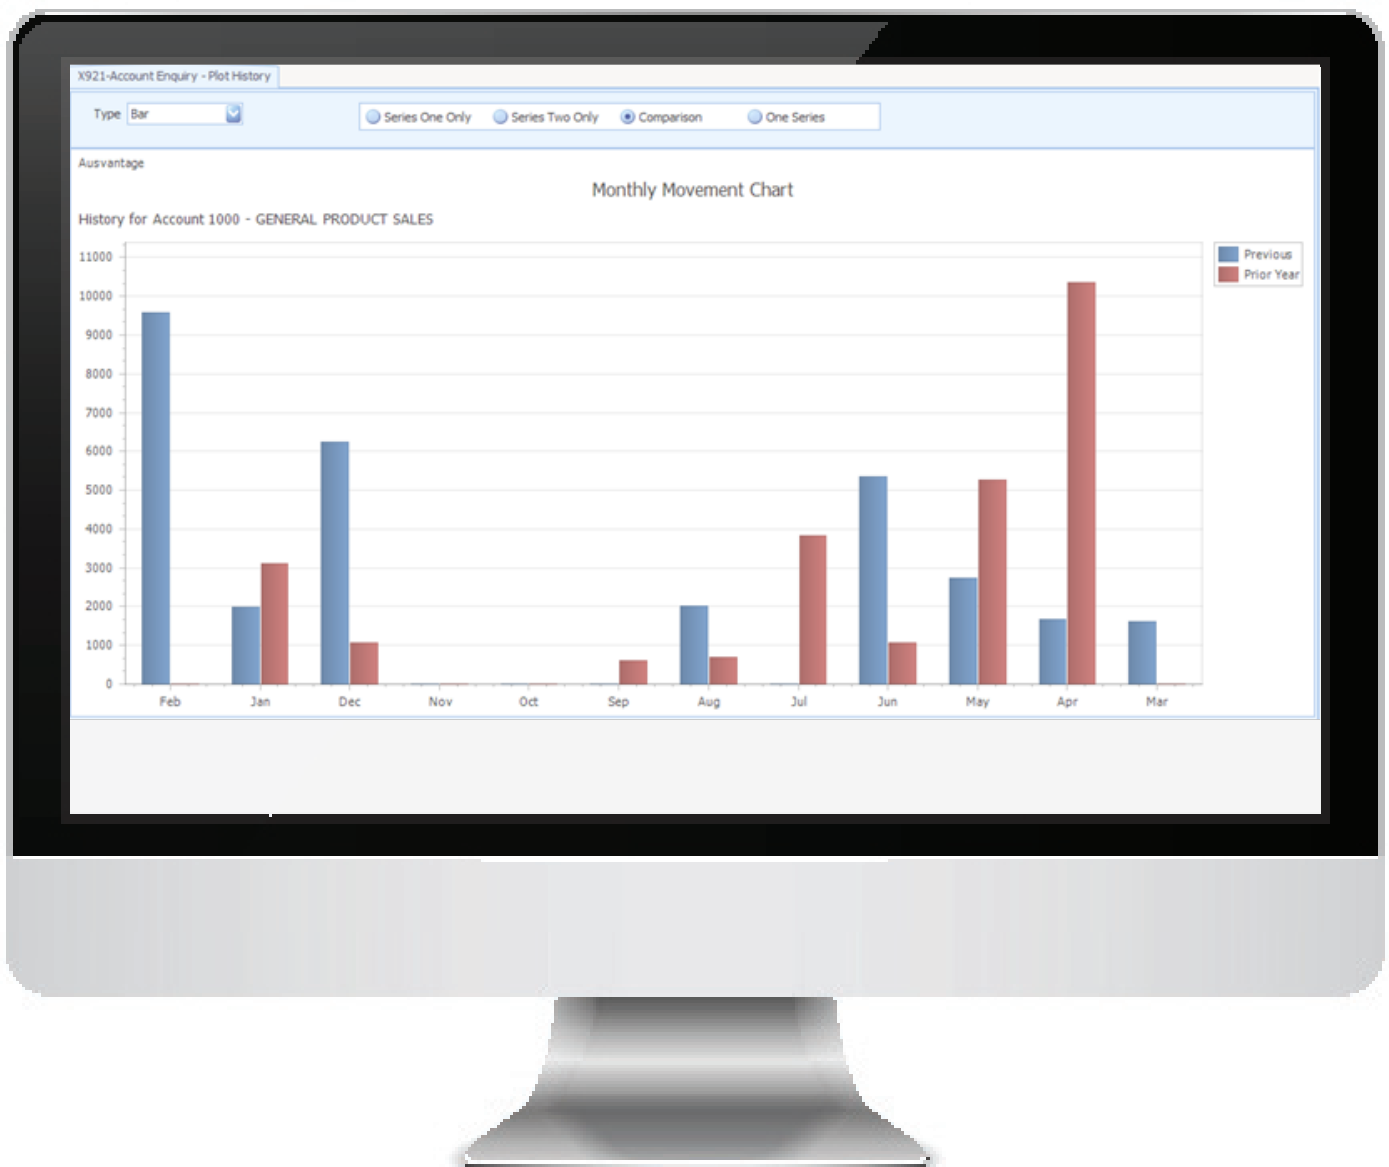 X921-Account Enquiry - Plot History
Type Bar Series One Only Series Two Only Comparison One Series
Ausvantage
Monthly Movement Chart
History for Account 1000 - GENERAL PRODUCT SALES
11000
10000
9000
8000
7000
6000
5000
4000
3000
2000
1000
0
Feb Jan Dec Nov Oct Sep Aug Jul Jun May Apr Mar
Previous
Prior Year